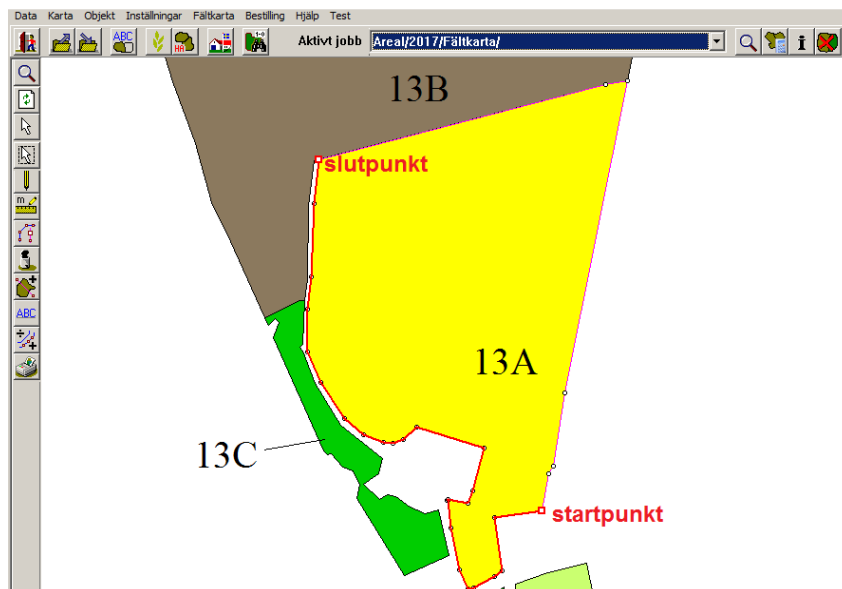 Data Karta Objekt Inställningar Fältkarta Bestilling Hjälp Test
ABC HA Aktivt jobb Areal/2017/Fältkarta/ i
13B
slutpunkt
m
ABC
13A
13C
startpunkt